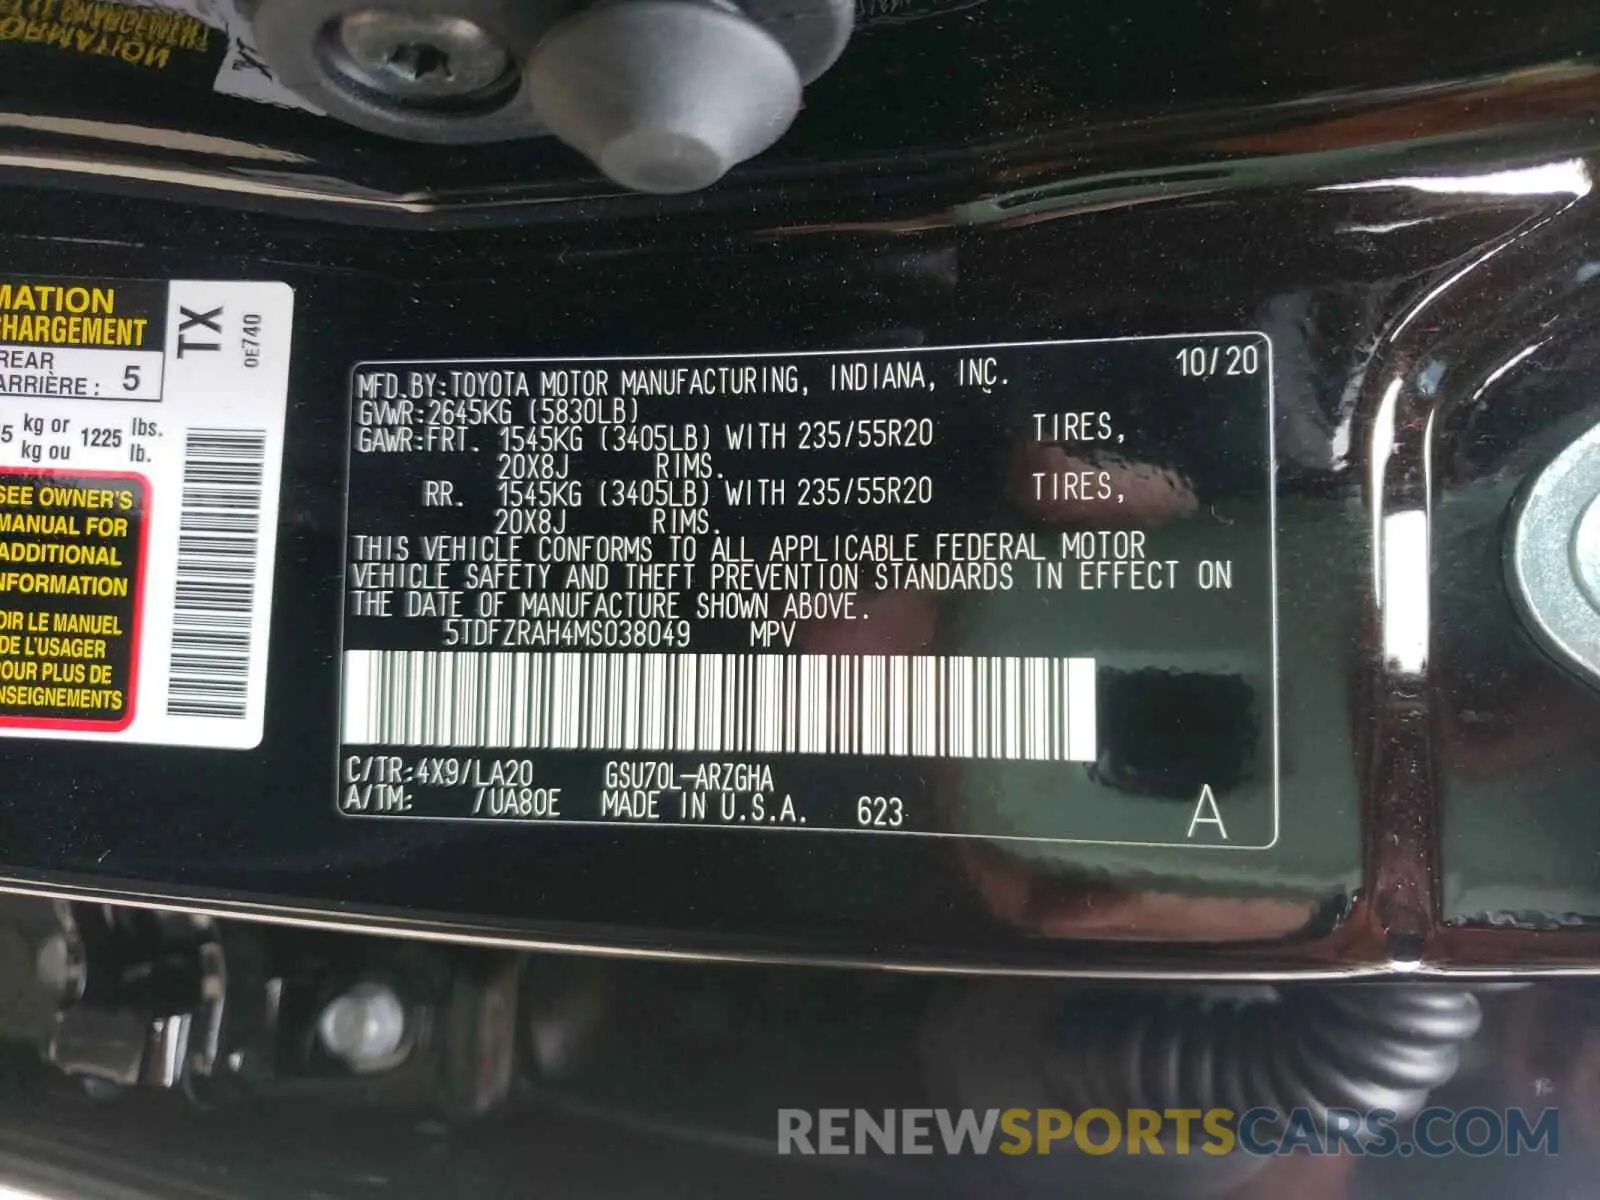 MATION
CHARGEMENT
REAR
ARRIÈRE : 5
5 kg or 1225 lbs.
kg ou lb.
SEE OWNER'S
MANUAL FOR
ADDITIONAL
NFORMATION
OIR LE MANUEL
DE L'USAGER
POUR PLUS DE
NSEIGNEMENTS
TX
0E740
MFD.BY:TOYOTA MOTOR MANUFACTURING, INDIANA, INC. 10/20
GVWR:2645KG (5830LB)
GAWR:FRT. 1545KG (3405LB) WITH 235/55R20 TIRES,
20X8J RIMS.
RR. 1545KG (3405LB) WITH 235/55R20 TIRES,
20X8J RIMS.
THIS VEHICLE CONFORMS TO ALL APPLICABLE FEDERAL MOTOR
VEHICLE SAFETY AND THEFT PREVENTION STANDARDS IN EFFECT ON
THE DATE OF MANUFACTURE SHOWN ABOVE.
5TDFZRAH4MS038049 MPV
C/TR:4X9/LA20 GSU70L-ARZGHA
A/TM: /UA80E MADE IN U.S.A. 623
A
RENEWSPORTSCARS.COM